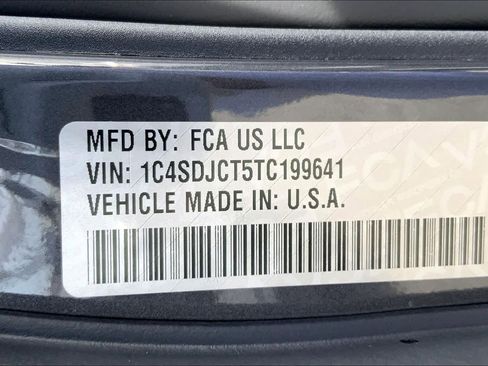 MFD BY: FCA US LLC
VIN: 1C4SDJCT5TC199641
VEHICLE MADE IN: U.S.A.